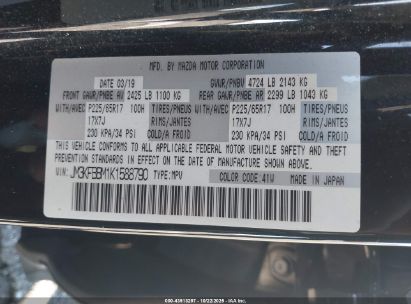 MFD. BY MAZDA MOTOR CORPORATION
DATE 03/19 GVWR/PNBV 4724 LB 2143 KG
FRONT GAWR/PNBE AV 2425 LB 1100 KG REAR GAWR/PNBE AR 2299 LB 1043 KG
WITH/AVEC P225/65R17 100H TIRES/PNEUS WITH/AVEC P225/65R17 100H TIRES/PNEUS
17X7J RIMS/JANTES 17X7J RIMS/JANTES
230 KPA/34 PSI COLD/A FROID 230 KPA/34 PSI COLD/A FROID
THIS VEHICLE CONFORMS TO ALL APPLICABLE FEDERAL MOTOR VEHICLE SAFETY AND THEFT
PREVENTION STANDARDS IN EFFECT ON THE DATE OF MANUFACTURE SHOWN ABOVE.
VIN: JM3KFBBM1K1588790 TYPE: MPV COLOR CODE 41W MADE IN JAPAN